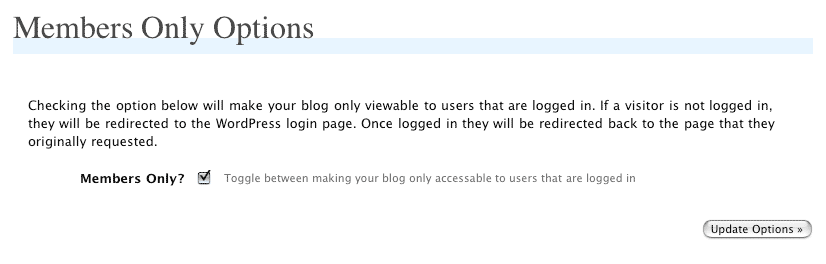 Members Only Options
Checking the option below will make your blog only viewable to users that are logged in. If a visitor is not logged in,
they will be redirected to the WordPress login page. Once logged in they will be redirected back to the page that they
originally requested.
Members Only? Toggle between making your blog only accessable to users that are logged in
Update Options »